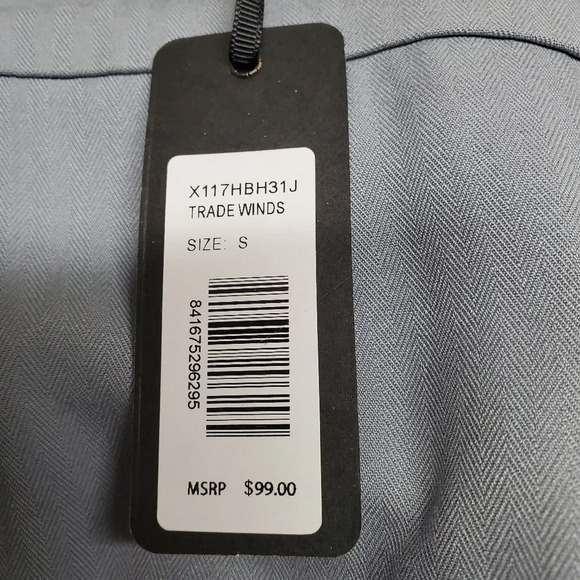 X117HBH31J
TRADE WINDS
SIZE: S
841675296295
MSRP $99.00